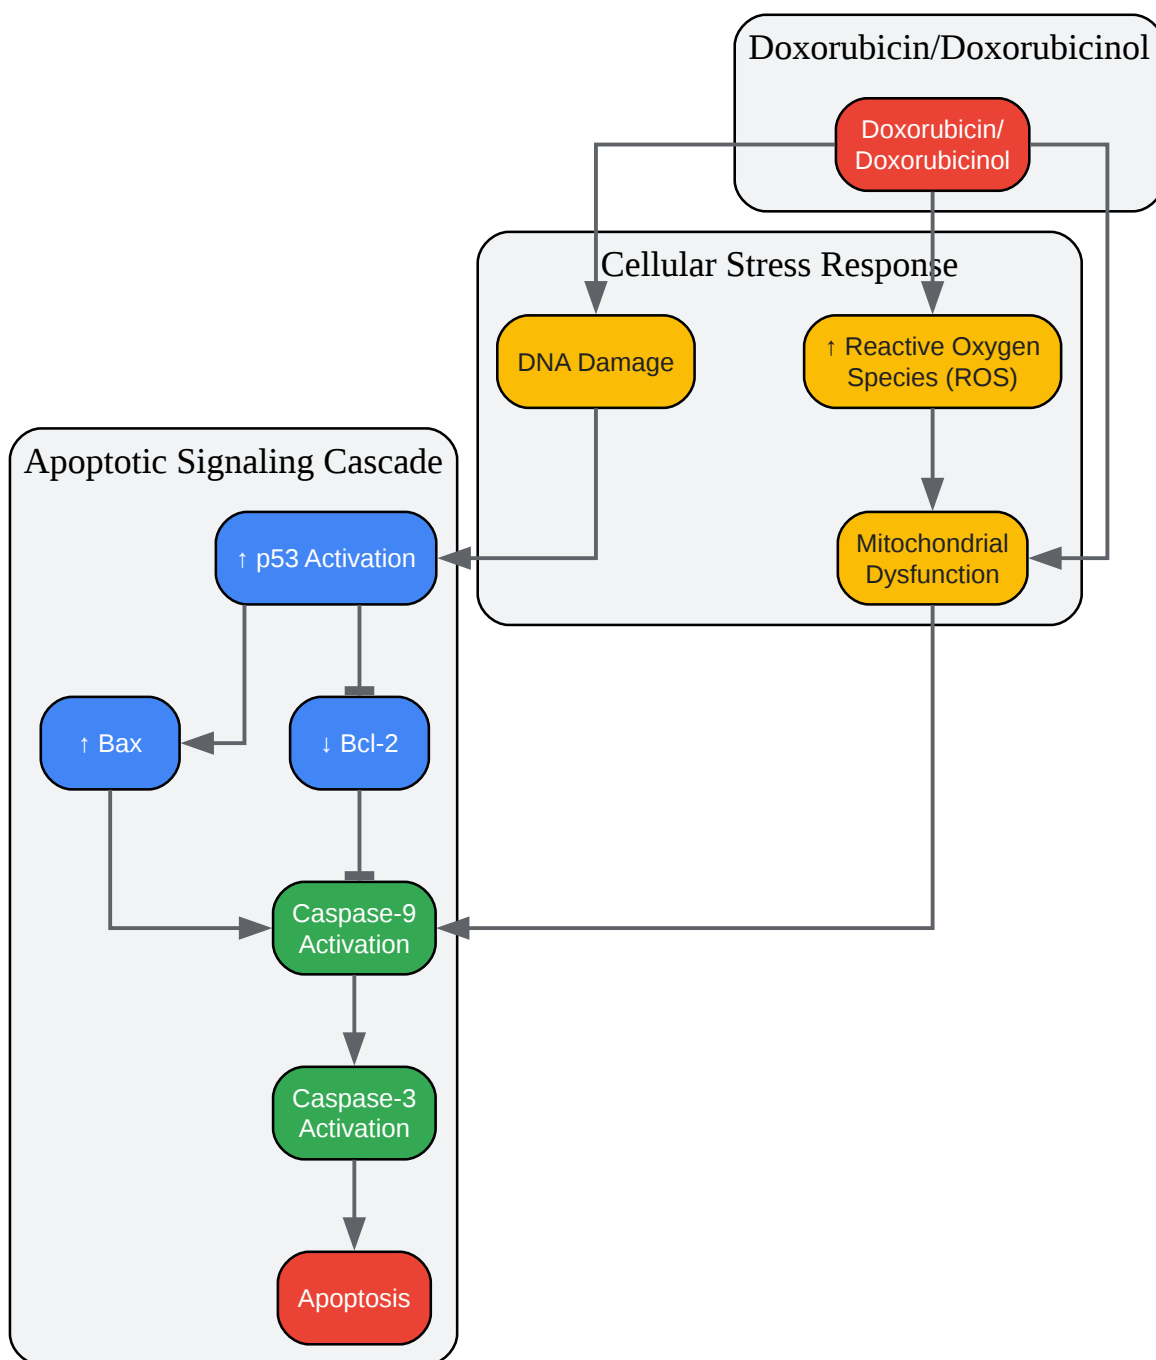 Doxorubicin/Doxorubicinol
Doxorubicin/
Doxorubicinol
Cellular Stress Response
DNA Damage
↑ Reactive Oxygen
Species (ROS)
Apoptotic Signaling Cascade
↑ p53 Activation
Mitochondrial
Dysfunction
↑ Bax
↓ Bcl-2
Caspase-9
Activation
Caspase-3
Activation
Apoptosis